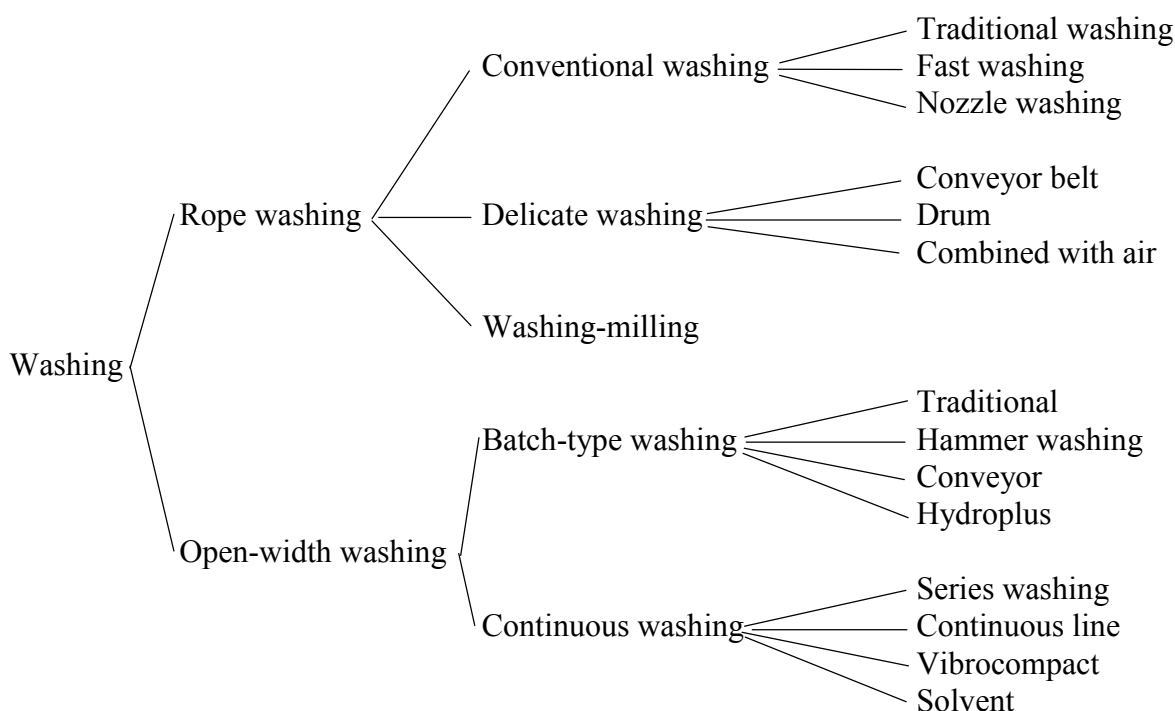 Traditional washing
Conventional washing
Fast washing
Nozzle washing
Conveyor belt
Rope washing
Delicate washing
Drum
Combined with air
Washing-milling
Washing
Traditional
Batch-type washing
Hammer washing
Conveyor
Hydroplus
Open-width washing
Series washing
Continuous washing
Continuous line
Vibrocompact
Solvent